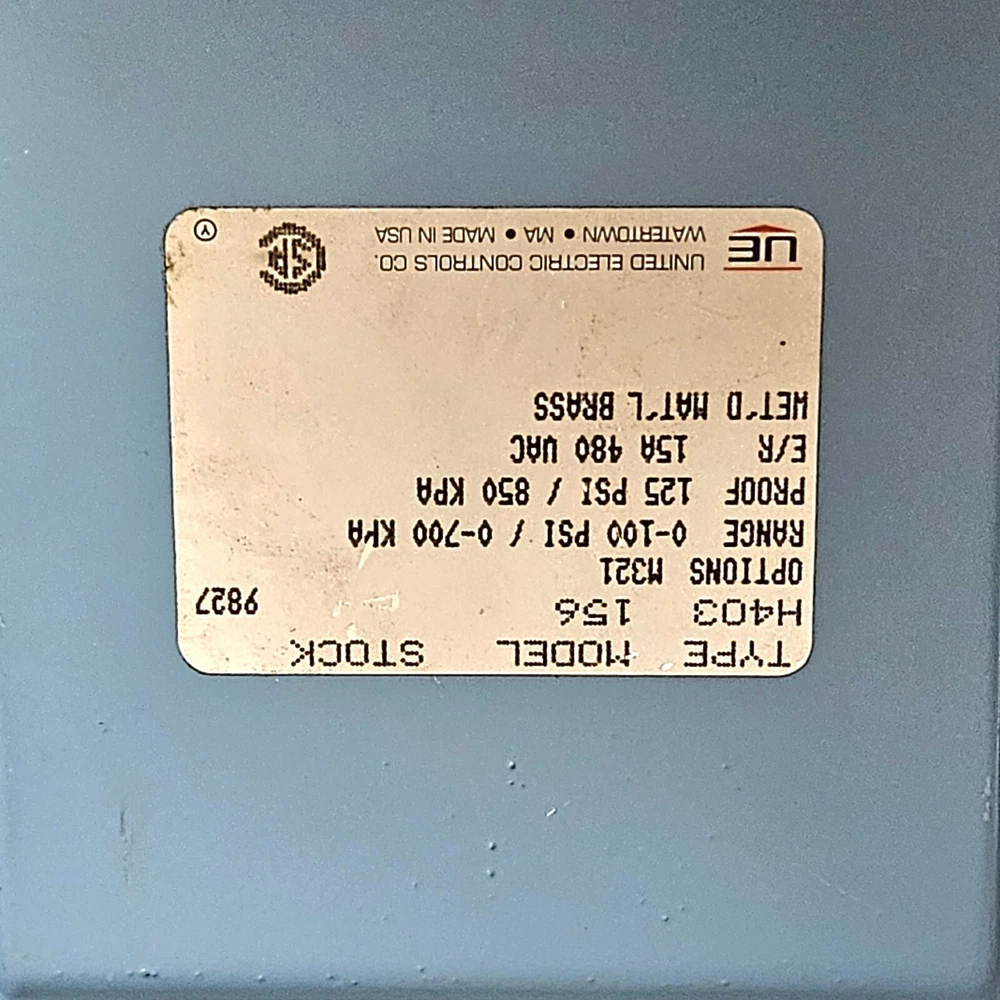 TYPE MODEL STOCK
H403 156 9827
OPTIONS M321
RANGE 0-100 PSI / 0-700 KPA
PROOF 125 PSI / 850 KPA
E/R 15A 480 VAC
WET'D MAT'L BRASS
UE UNITED ELECTRIC CONTROLS CO.
WATERTOWN • MA • MADE IN USA
SA
Y